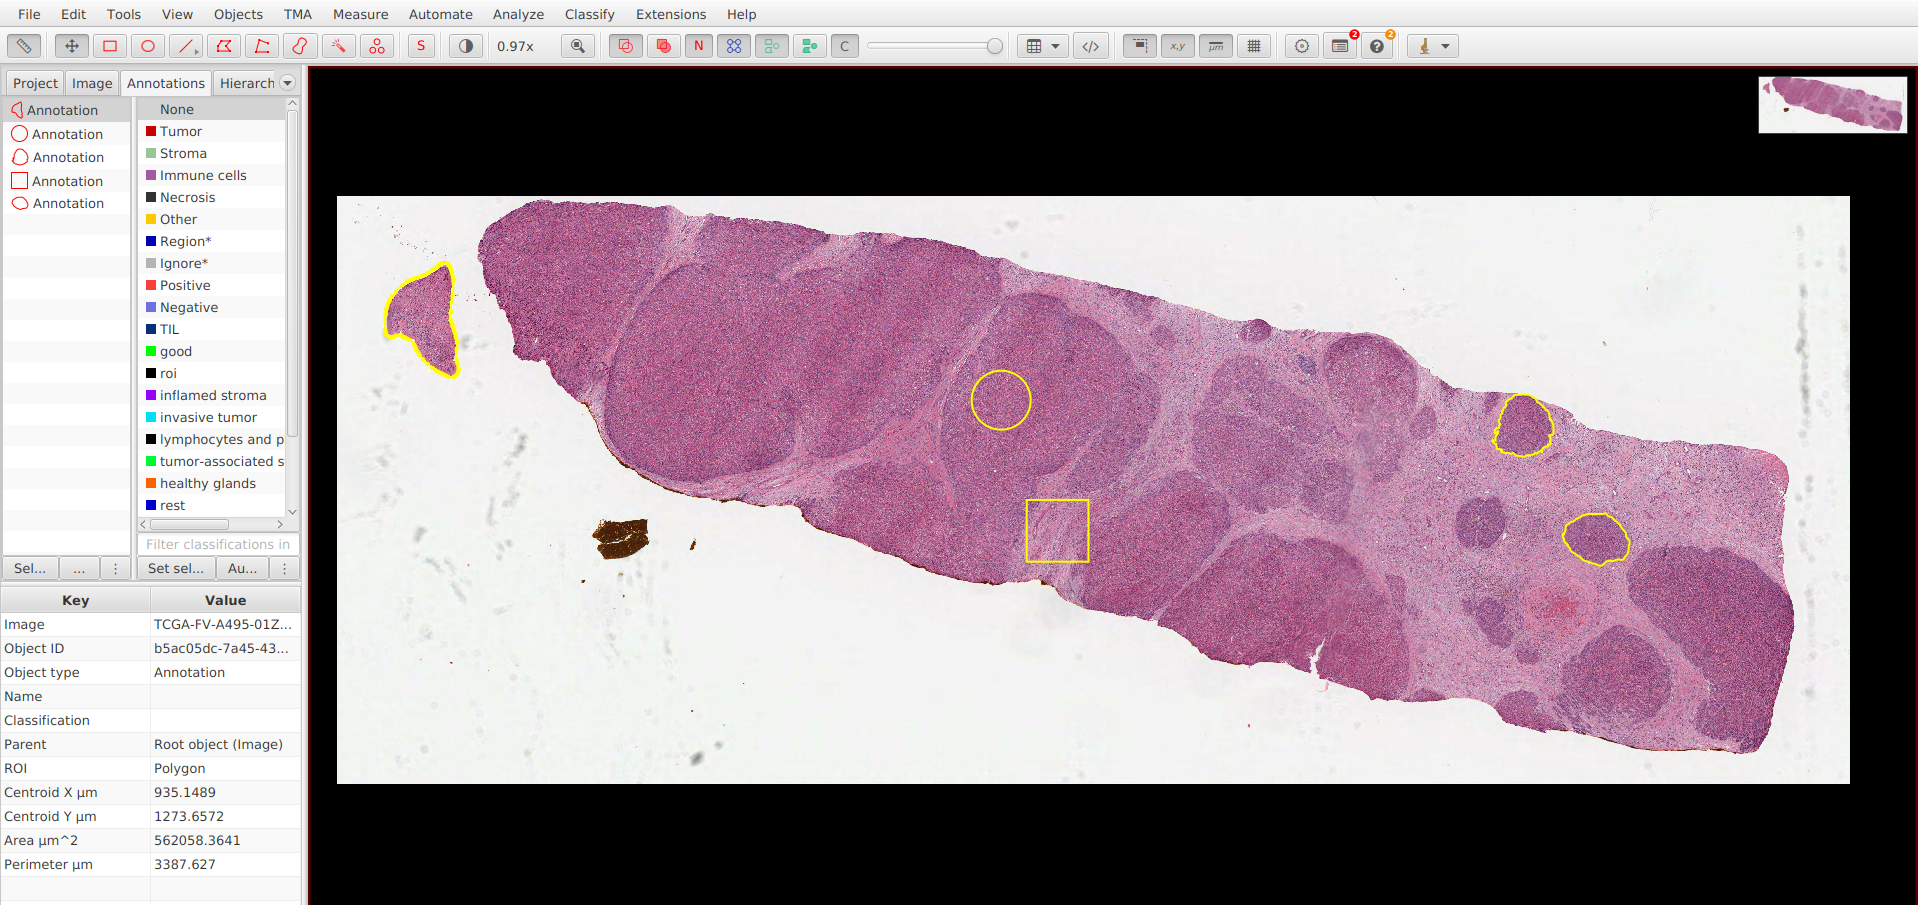 File Edit Tools View Objects TMA Measure Automate Analyze Classify Extensions Help
S 0.97x N C </> x,y μm 2 ? 2
Project Image Annotations Hierarch
Annotation
Annotation
Annotation
Annotation
Annotation
None
Tumor
Stroma
Immune cells
Necrosis
Other
Region*
Ignore*
Positive
Negative
TIL
good
roi
inflamed stroma
invasive tumor
lymphocytes and p
tumor-associated s
healthy glands
rest
Filter classifications in
Sel... ... ⋮ Set sel... Au... ⋮
Key Value
Image TCGA-FV-A495-01Z...
Object ID b5ac05dc-7a45-43...
Object type Annotation
Name
Classification
Parent Root object (Image)
ROI Polygon
Centroid X μm 935.1489
Centroid Y μm 1273.6572
Area μm^2 562058.3641
Perimeter μm 3387.627